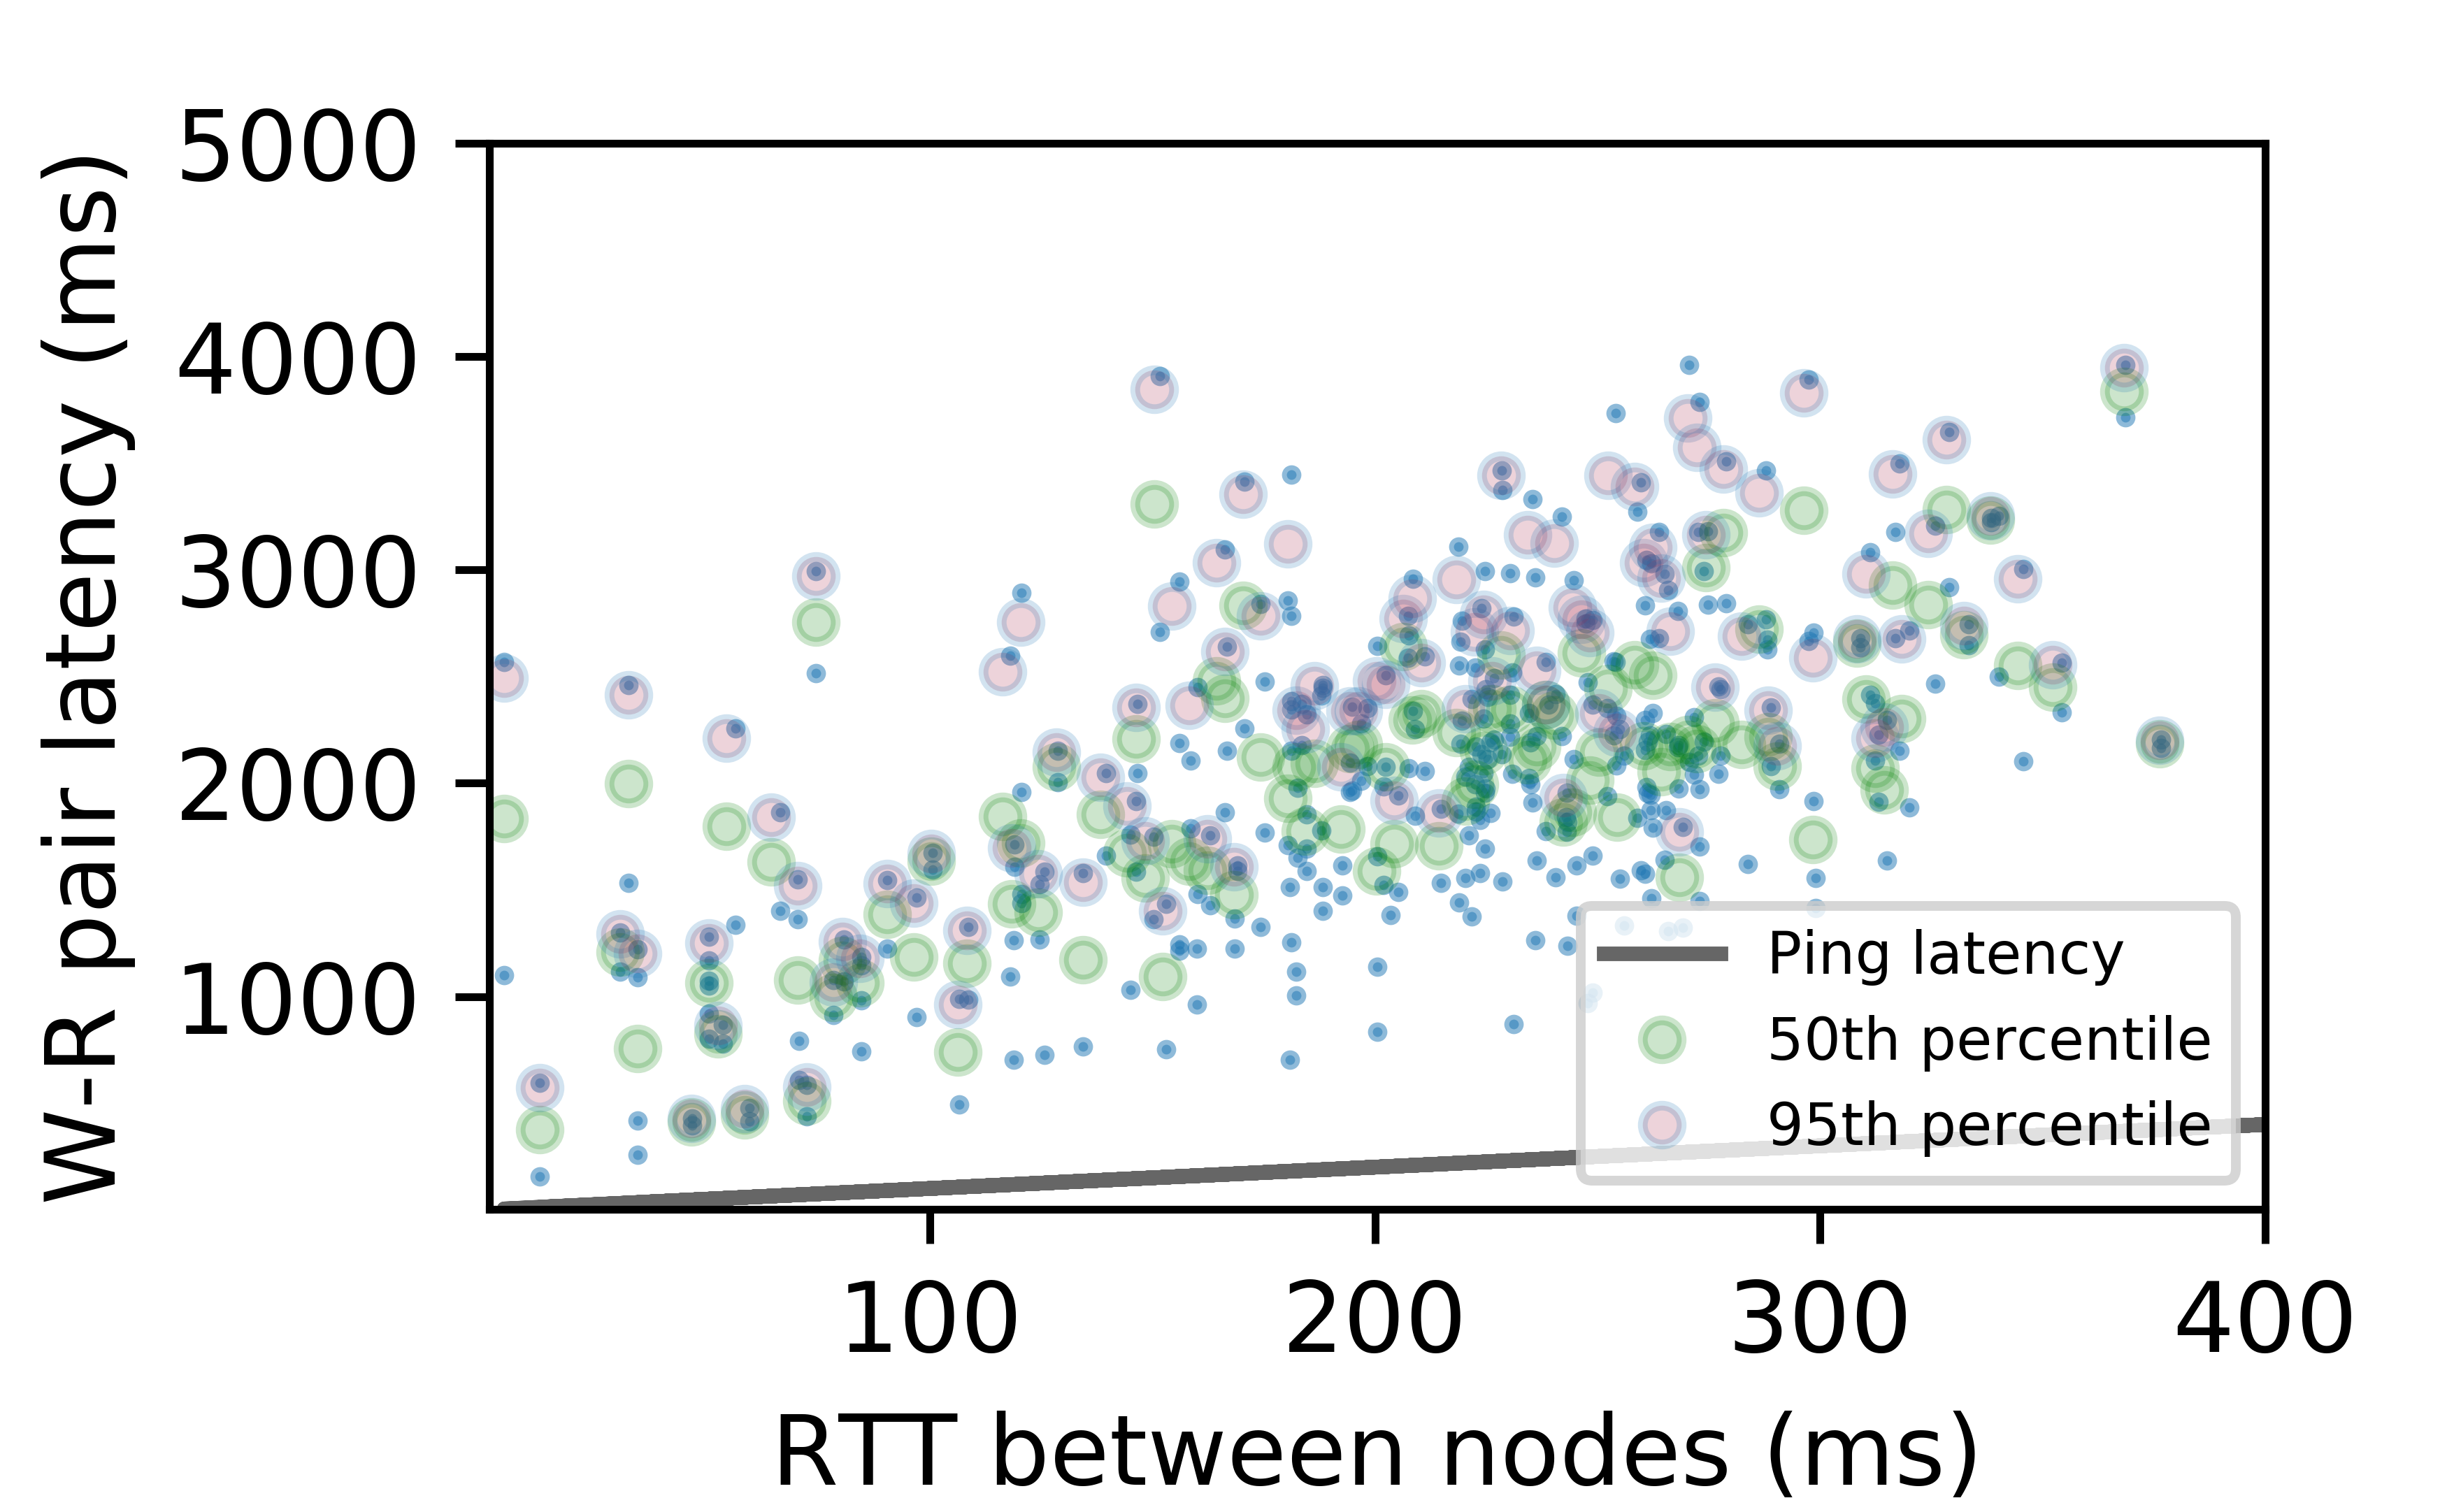 W-R pair latency (ms)
5000
4000
3000
2000
1000
Ping latency
50th percentile
95th percentile
100
200
300
400
RTT between nodes (ms)